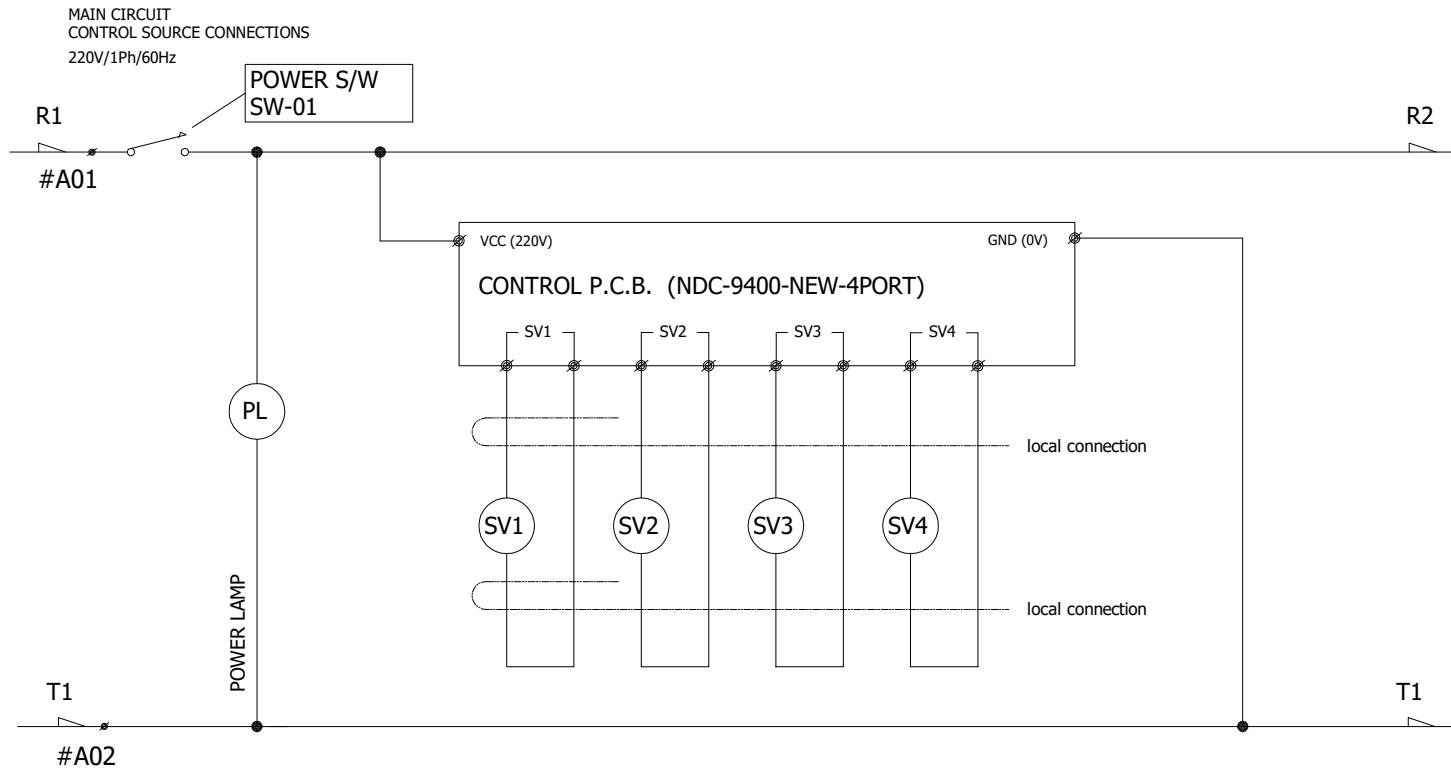 MAIN CIRCUIT
CONTROL SOURCE CONNECTIONS
220V/1Ph/60Hz
POWER S/W
SW-01
R1
R2
#A01
VCC (220V)
GND (0V)
CONTROL P.C.B. (NDC-9400-NEW-4PORT)
SV1
SV2
SV3
SV4
PL
local connection
SV1
SV2
SV3
SV4
POWER LAMP
local connection
T1
T1
#A02